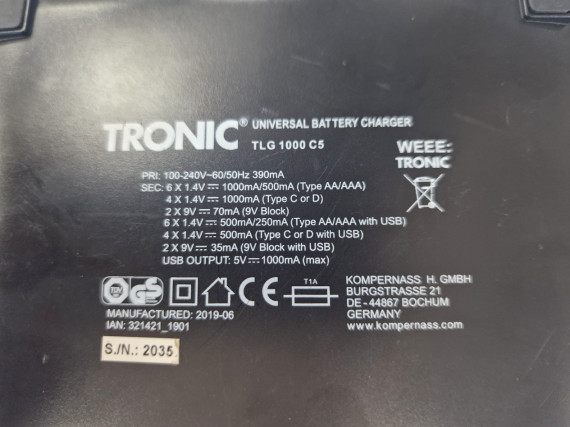 TRONIC® UNIVERSAL BATTERY CHARGER
TLG 1000 C5
WEEE:
TRONIC
PRI: 100-240V~60/50Hz 390mA
SEC: 6 X 1.4V⎓ 1000mA/500mA (Type AA/AAA)
4 X 1.4V⎓ 1000mA (Type C or D)
2 X 9V⎓ 70mA (9V Block)
6 X 1.4V⎓ 500mA/250mA (Type AA/AAA with USB)
4 X 1.4V⎓ 500mA (Type C or D with USB)
2 X 9V⎓ 35mA (9V Block with USB)
USB OUTPUT: 5V⎓1000mA (max)
TÜV GS CE T1A
KOMPERNASS H. GMBH
BURGSTRASSE 21
DE - 44867 BOCHUM
GERMANY
www.kompernass.com
MANUFACTURED: 2019-06
IAN: 321421_1901
S./N.: 2035